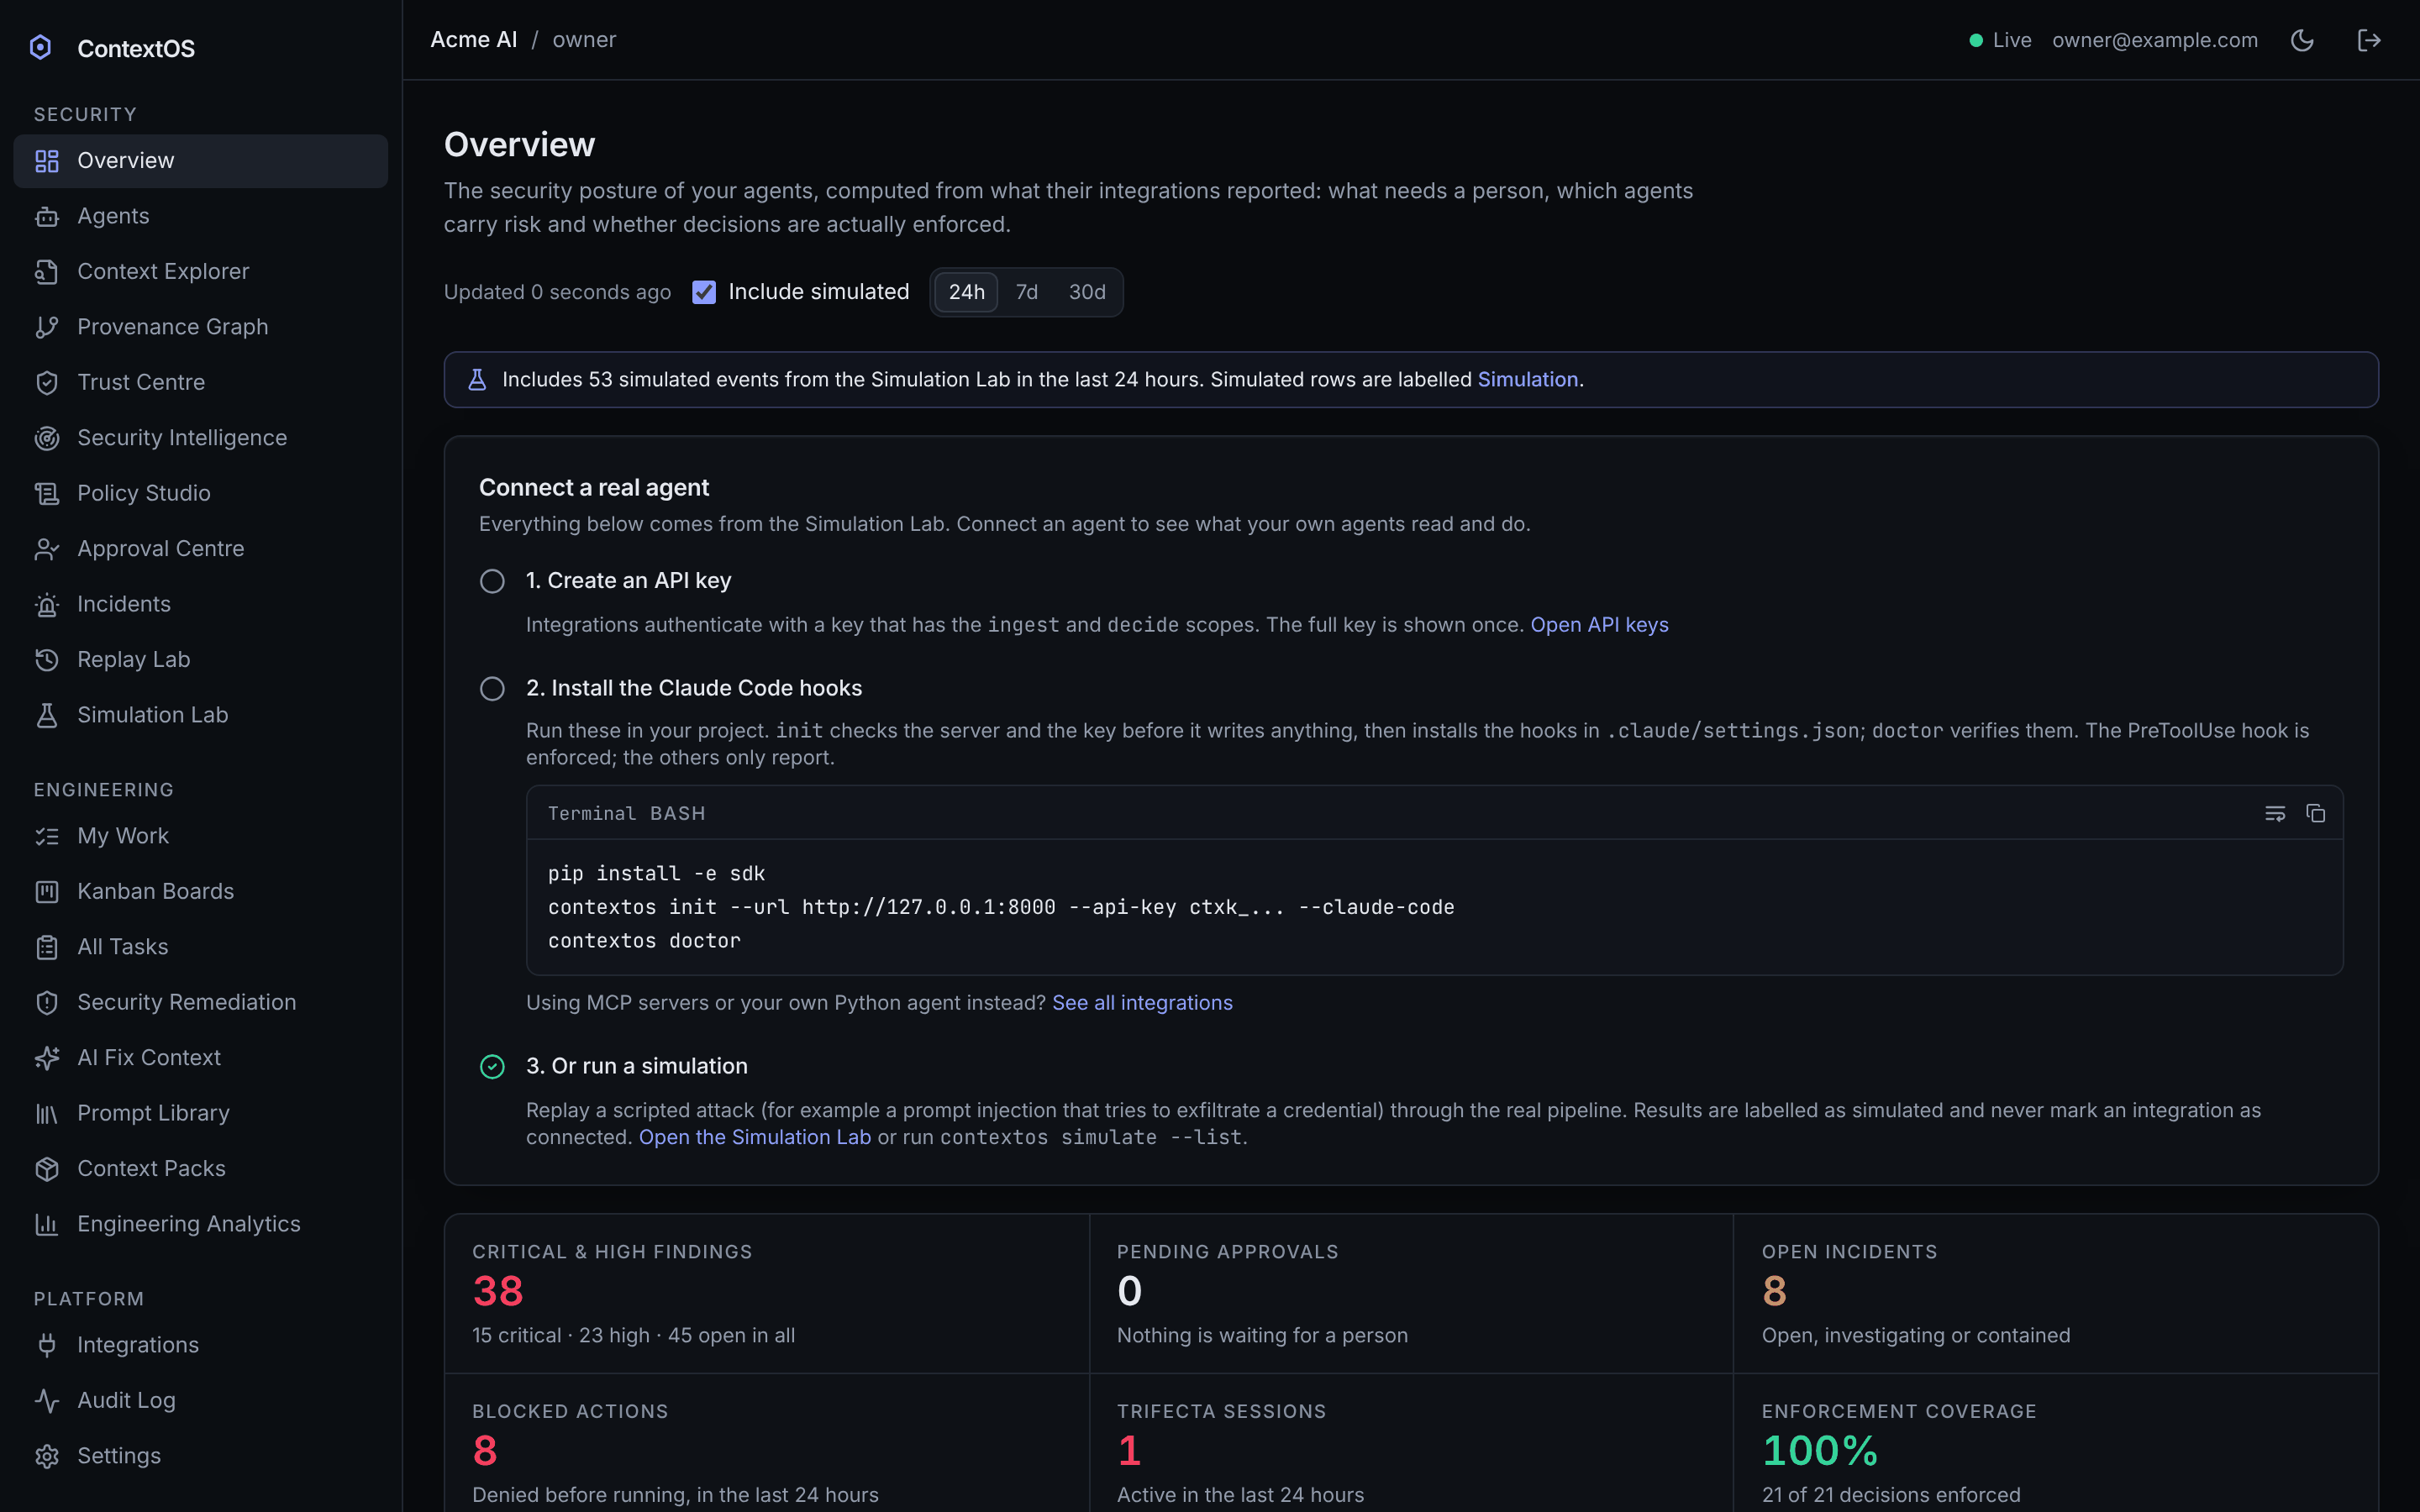 ContextOS
SECURITY
Overview
Agents
Context Explorer
Provenance Graph
Trust Centre
Security Intelligence
Policy Studio
Approval Centre
Incidents
Replay Lab
Simulation Lab
ENGINEERING
My Work
Kanban Boards
All Tasks
Security Remediation
AI Fix Context
Prompt Library
Context Packs
Engineering Analytics
PLATFORM
Integrations
Audit Log
Settings
Acme AI / owner
Live owner@example.com
Overview
The security posture of your agents, computed from what their integrations reported: what needs a person, which agents
carry risk and whether decisions are actually enforced.
Updated 0 seconds ago Include simulated 24h 7d 30d
Includes 53 simulated events from the Simulation Lab in the last 24 hours. Simulated rows are labelled Simulation.
Connect a real agent
Everything below comes from the Simulation Lab. Connect an agent to see what your own agents read and do.
1. Create an API key
Integrations authenticate with a key that has the ingest and decide scopes. The full key is shown once. Open API keys
2. Install the Claude Code hooks
Run these in your project. init checks the server and the key before it writes anything, then installs the hooks in .claude/settings.json; doctor verifies them. The PreToolUse hook is
enforced; the others only report.
Terminal BASH
pip install -e sdk
contextos init --url http://127.0.0.1:8000 --api-key ctxk_... --claude-code
contextos doctor
Using MCP servers or your own Python agent instead? See all integrations
3. Or run a simulation
Replay a scripted attack (for example a prompt injection that tries to exfiltrate a credential) through the real pipeline. Results are labelled as simulated and never mark an integration as
connected. Open the Simulation Lab or run contextos simulate --list.
CRITICAL & HIGH FINDINGS
38
15 critical · 23 high · 45 open in all
PENDING APPROVALS
0
Nothing is waiting for a person
OPEN INCIDENTS
8
Open, investigating or contained
BLOCKED ACTIONS
8
Denied before running, in the last 24 hours
TRIFECTA SESSIONS
1
Active in the last 24 hours
ENFORCEMENT COVERAGE
100%
21 of 21 decisions enforced